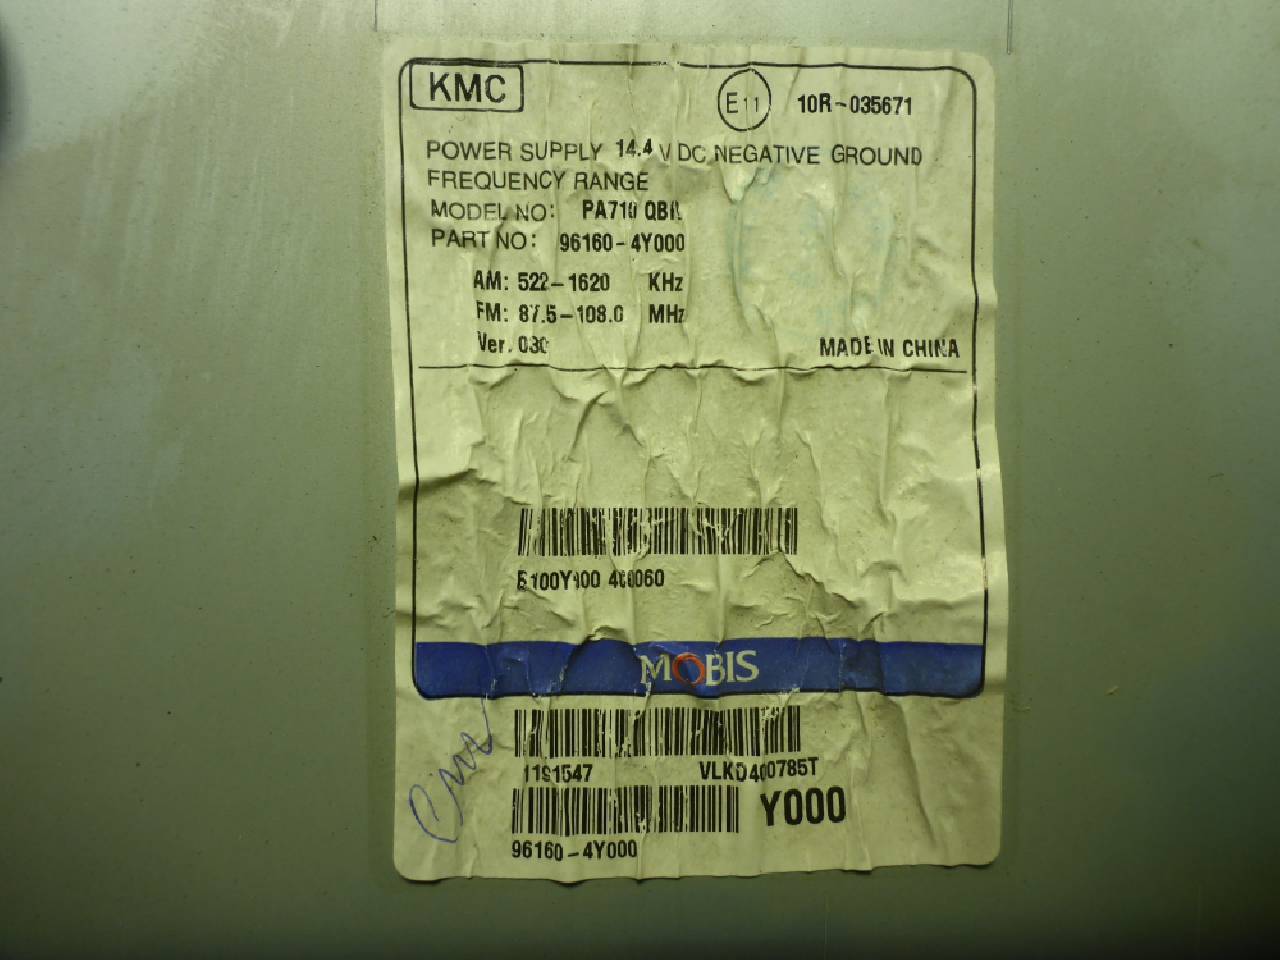 KMC
E11 10R-035671
POWER SUPPLY 14.4 V DC NEGATIVE GROUND
FREQUENCY RANGE
MODEL NO: PA710
PART NO: 96160-4Y000
AM: 522-1620 KHz
FM: 87.5-108.0 MHz
Ver.
MADE IN CHINA
MOBIS
1191547 VLKD400785T
Y000
96160-4Y000